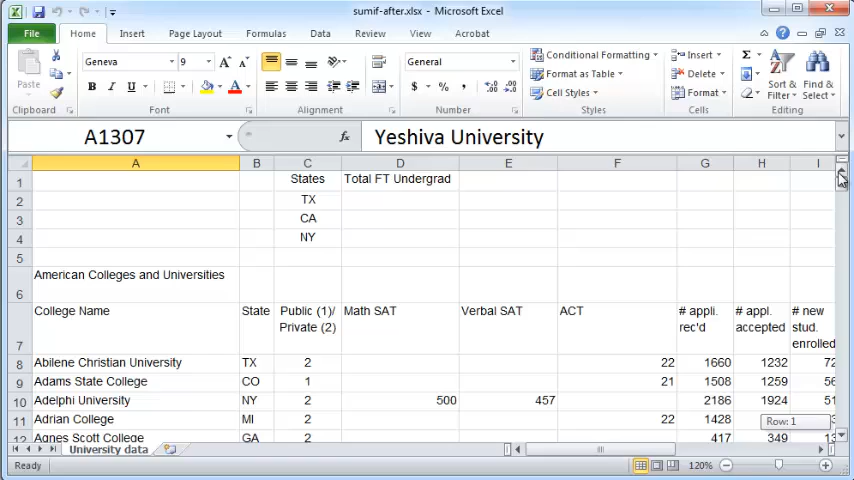 sumif-after.xlsx - Microsoft Excel
File Home Insert Page Layout Formulas Data Review View Acrobat
Paste
Geneva 9
B I U
General
$ % ,
Conditional Formatting
Format as Table
Cell Styles
Insert
Delete
Format
Sort & Filter
Find & Select
Clipboard Font Alignment Number Styles Cells Editing
A1307 fx Yeshiva University
A B C D E F G H I
1 States Total FT Undergrad
2 TX
3 CA
4 NY
5
6 American Colleges and Universities
7 College Name State Public (1)/ Private (2) Math SAT Verbal SAT ACT # appli. rec'd # appl. accepted # new stud. enrolled
8 Abilene Christian University TX 2 22 1660 1232 72
9 Adams State College CO 1 21 1508 1259 56
10 Adelphi University NY 2 500 457 2186 1924 51
11 Adrian College MI 2 22 1428
Row: 1
12 Agnes Scott College GA 2 417 349 13
University data
Ready 120%